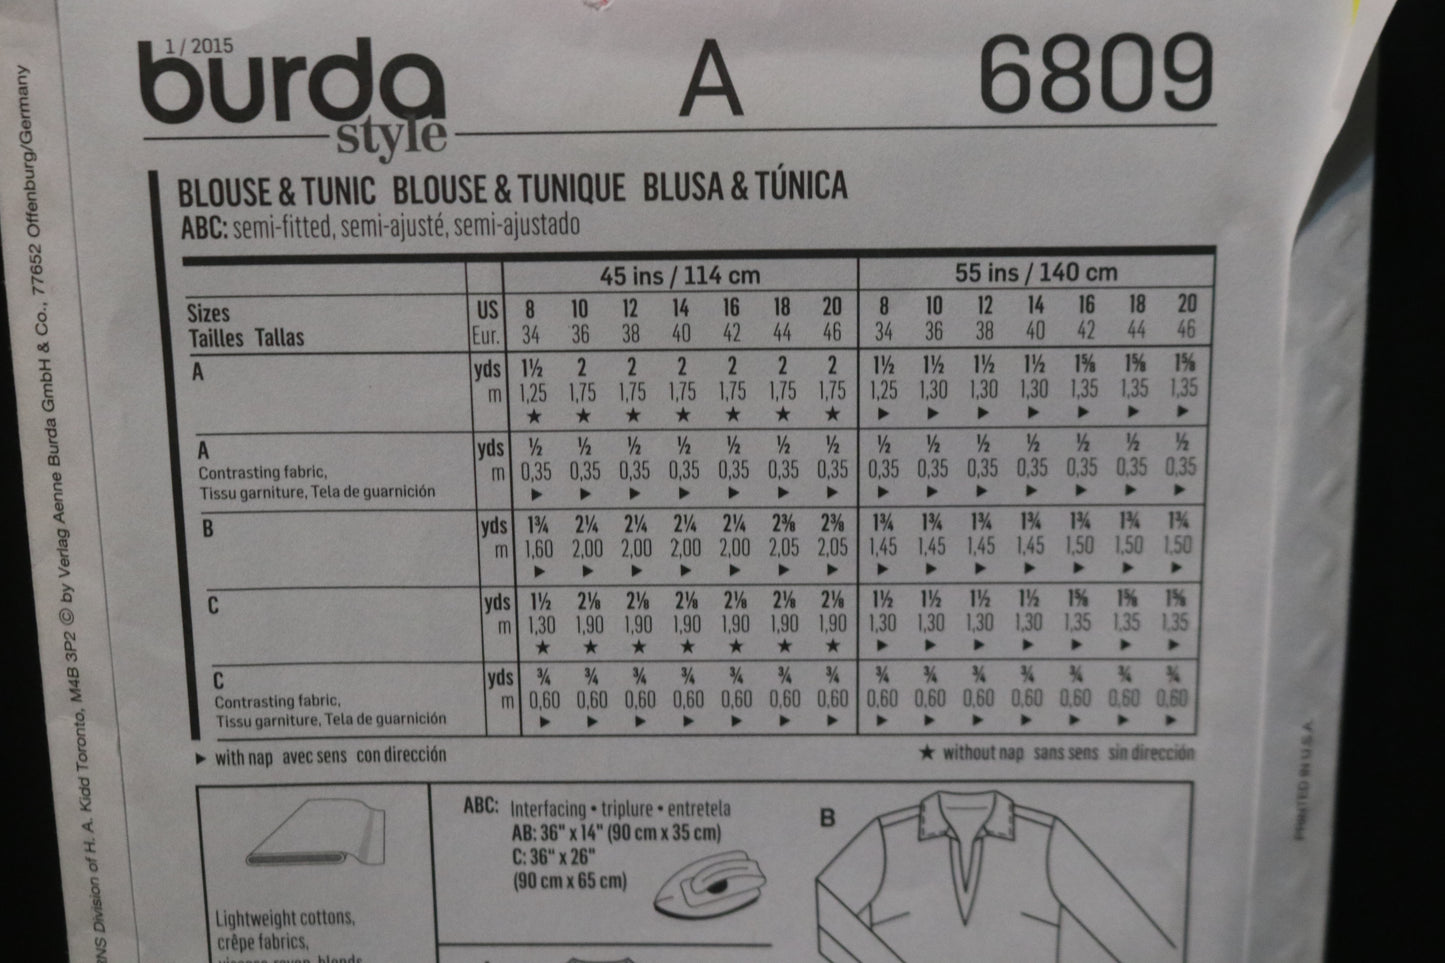 1 / 2015
burda style A 6809
BLOUSE & TUNIC BLOUSE & TUNIQUE BLUSA & TÚNICA
ABC: semi-fitted, semi-ajusté, semi-ajustado
45 ins / 114 cm 55 ins / 140 cm
Sizes US 8 10 12 14 16 18 20 8 10 12 14 16 18 20
Tailles Tallas Eur. 34 36 38 40 42 44 46 34 36 38 40 42 44 46
A yds 1½ 2 2 2 2 2 2 1½ 1½ 1½ 1½ 1⅝ 1⅝ 1⅝
m 1,25 1,75 1,75 1,75 1,75 1,75 1,75 1,25 1,30 1,30 1,30 1,35 1,35 1,35
★ ★ ★ ★ ★ ★ ★ ► ► ► ► ► ► ►
A yds ½ ½ ½ ½ ½ ½ ½ ½ ½ ½ ½ ½ ½ ½
Contrasting fabric, m 0,35 0,35 0,35 0,35 0,35 0,35 0,35 0,35 0,35 0,35 0,35 0,35 0,35 0,35
Tissu garniture, Tela de guarnición ► ► ► ► ► ► ► ► ► ► ► ► ► ►
B yds 1¾ 2¼ 2¼ 2¼ 2¼ 2⅜ 2⅜ 1¾ 1¾ 1¾ 1¾ 1¾ 1¾ 1¾
m 1,60 2,00 2,00 2,00 2,00 2,05 2,05 1,45 1,45 1,45 1,45 1,50 1,50 1,50
► ► ► ► ► ► ► ► ► ► ► ► ► ►
C yds 1½ 2⅛ 2⅛ 2⅛ 2⅛ 2⅛ 2⅛ 1½ 1½ 1½ 1½ 1⅝ 1⅝ 1⅝
m 1,30 1,90 1,90 1,90 1,90 1,90 1,90 1,30 1,30 1,30 1,30 1,35 1,35 1,35
★ ★ ★ ★ ★ ★ ★ ► ► ► ► ► ► ►
C yds ¾ ¾ ¾ ¾ ¾ ¾ ¾ ¾ ¾ ¾ ¾ ¾ ¾ ¾
Contrasting fabric, m 0,60 0,60 0,60 0,60 0,60 0,60 0,60 0,60 0,60 0,60 0,60 0,60 0,60 0,60
Tissu garniture, Tela de guarnición ► ► ► ► ► ► ► ► ► ► ► ► ► ►
► with nap avec sens con dirección ★ without nap sans sens sin dirección
ABC: Interfacing • triplure • entretela
AB: 36" x 14" (90 cm x 35 cm)
C: 36" x 26"
(90 cm x 65 cm)
B
Lightweight cottons,
crêpe fabrics,
Division of H. A. Kidd Toronto, M4B 3P2 © by Verlag Aenne Burda GmbH & Co., 77652 Offenburg/Germany
PRINTED IN U.S.A.